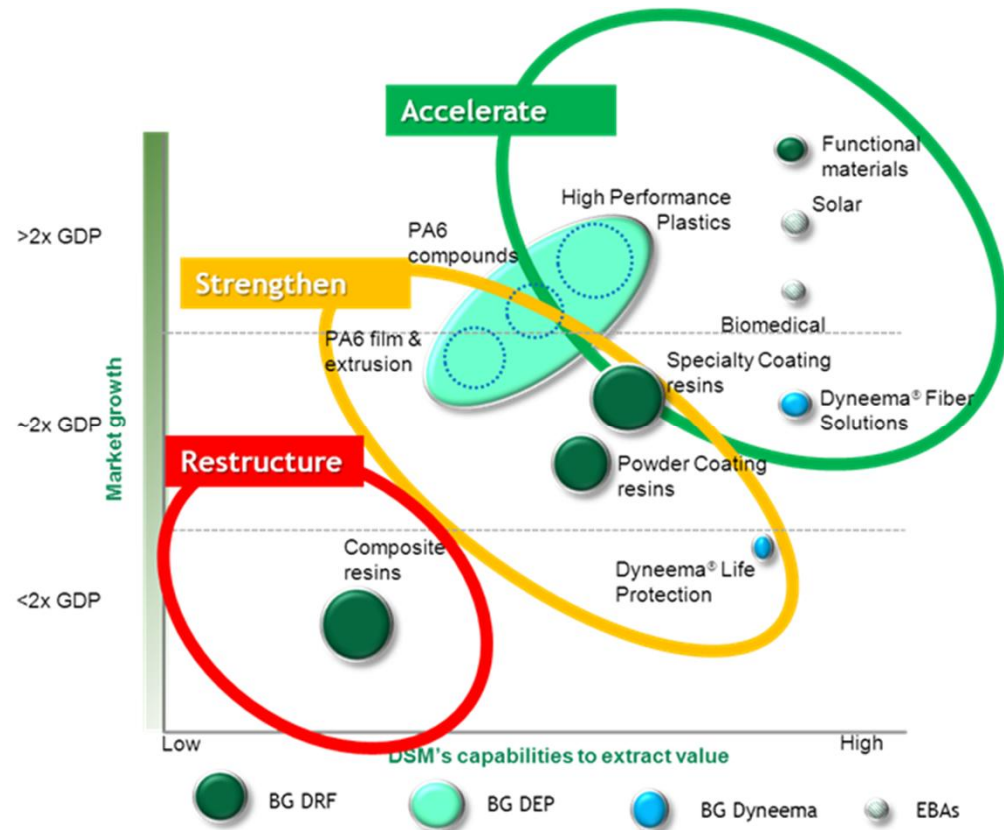 Accelerate
Functional
materials
High Performance
Plastics
Solar
>2x GDP
PA6
compounds
Strengthen
Biomedical
PA6 film &
extrusion
Specialty Coating
resins
Dyneema® Fiber
Solutions
~2x GDP
Market growth
Restructure
Powder Coating
resins
Composite
resins
Dyneema® Life
Protection
<2x GDP
Low
DSM's capabilities to extract value
High
BG DRF
BG DEP
BG Dyneema
EBAs